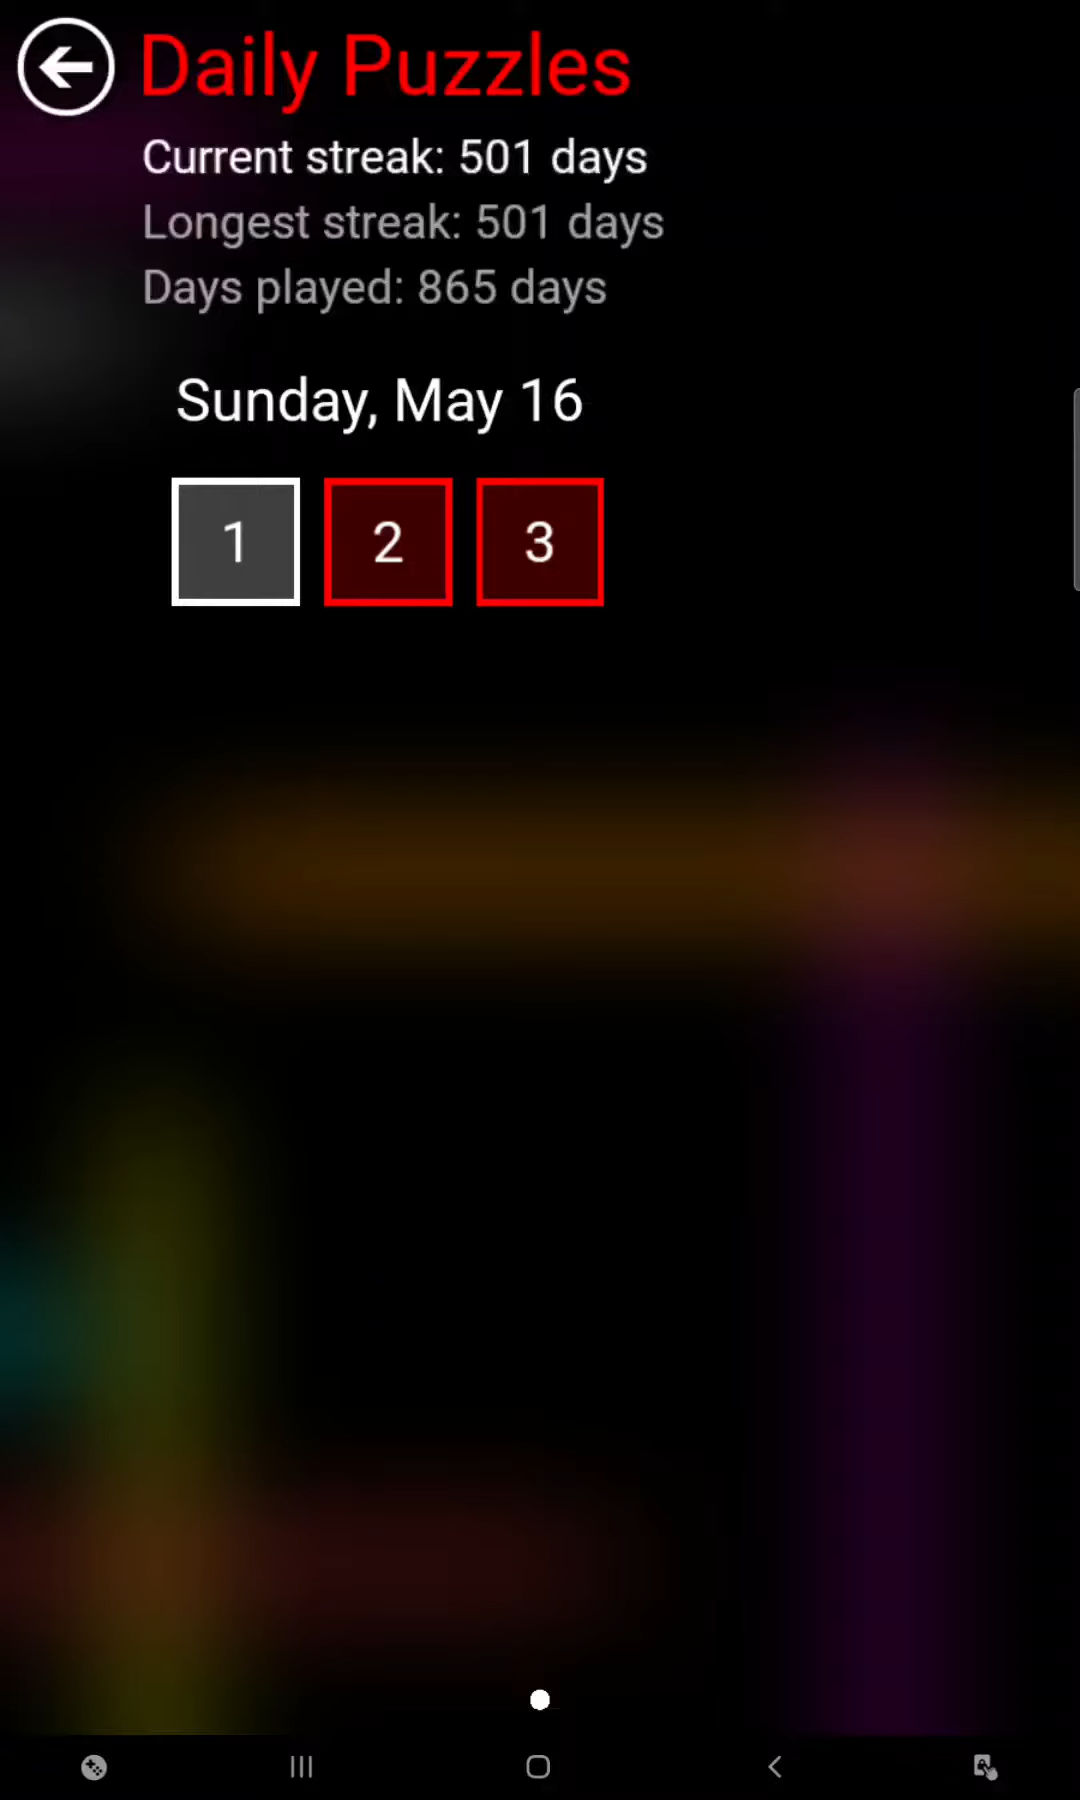 Daily Puzzles
Current streak: 501 days
Longest streak: 501 days
Days played: 865 days
Sunday, May 16
1 2 3